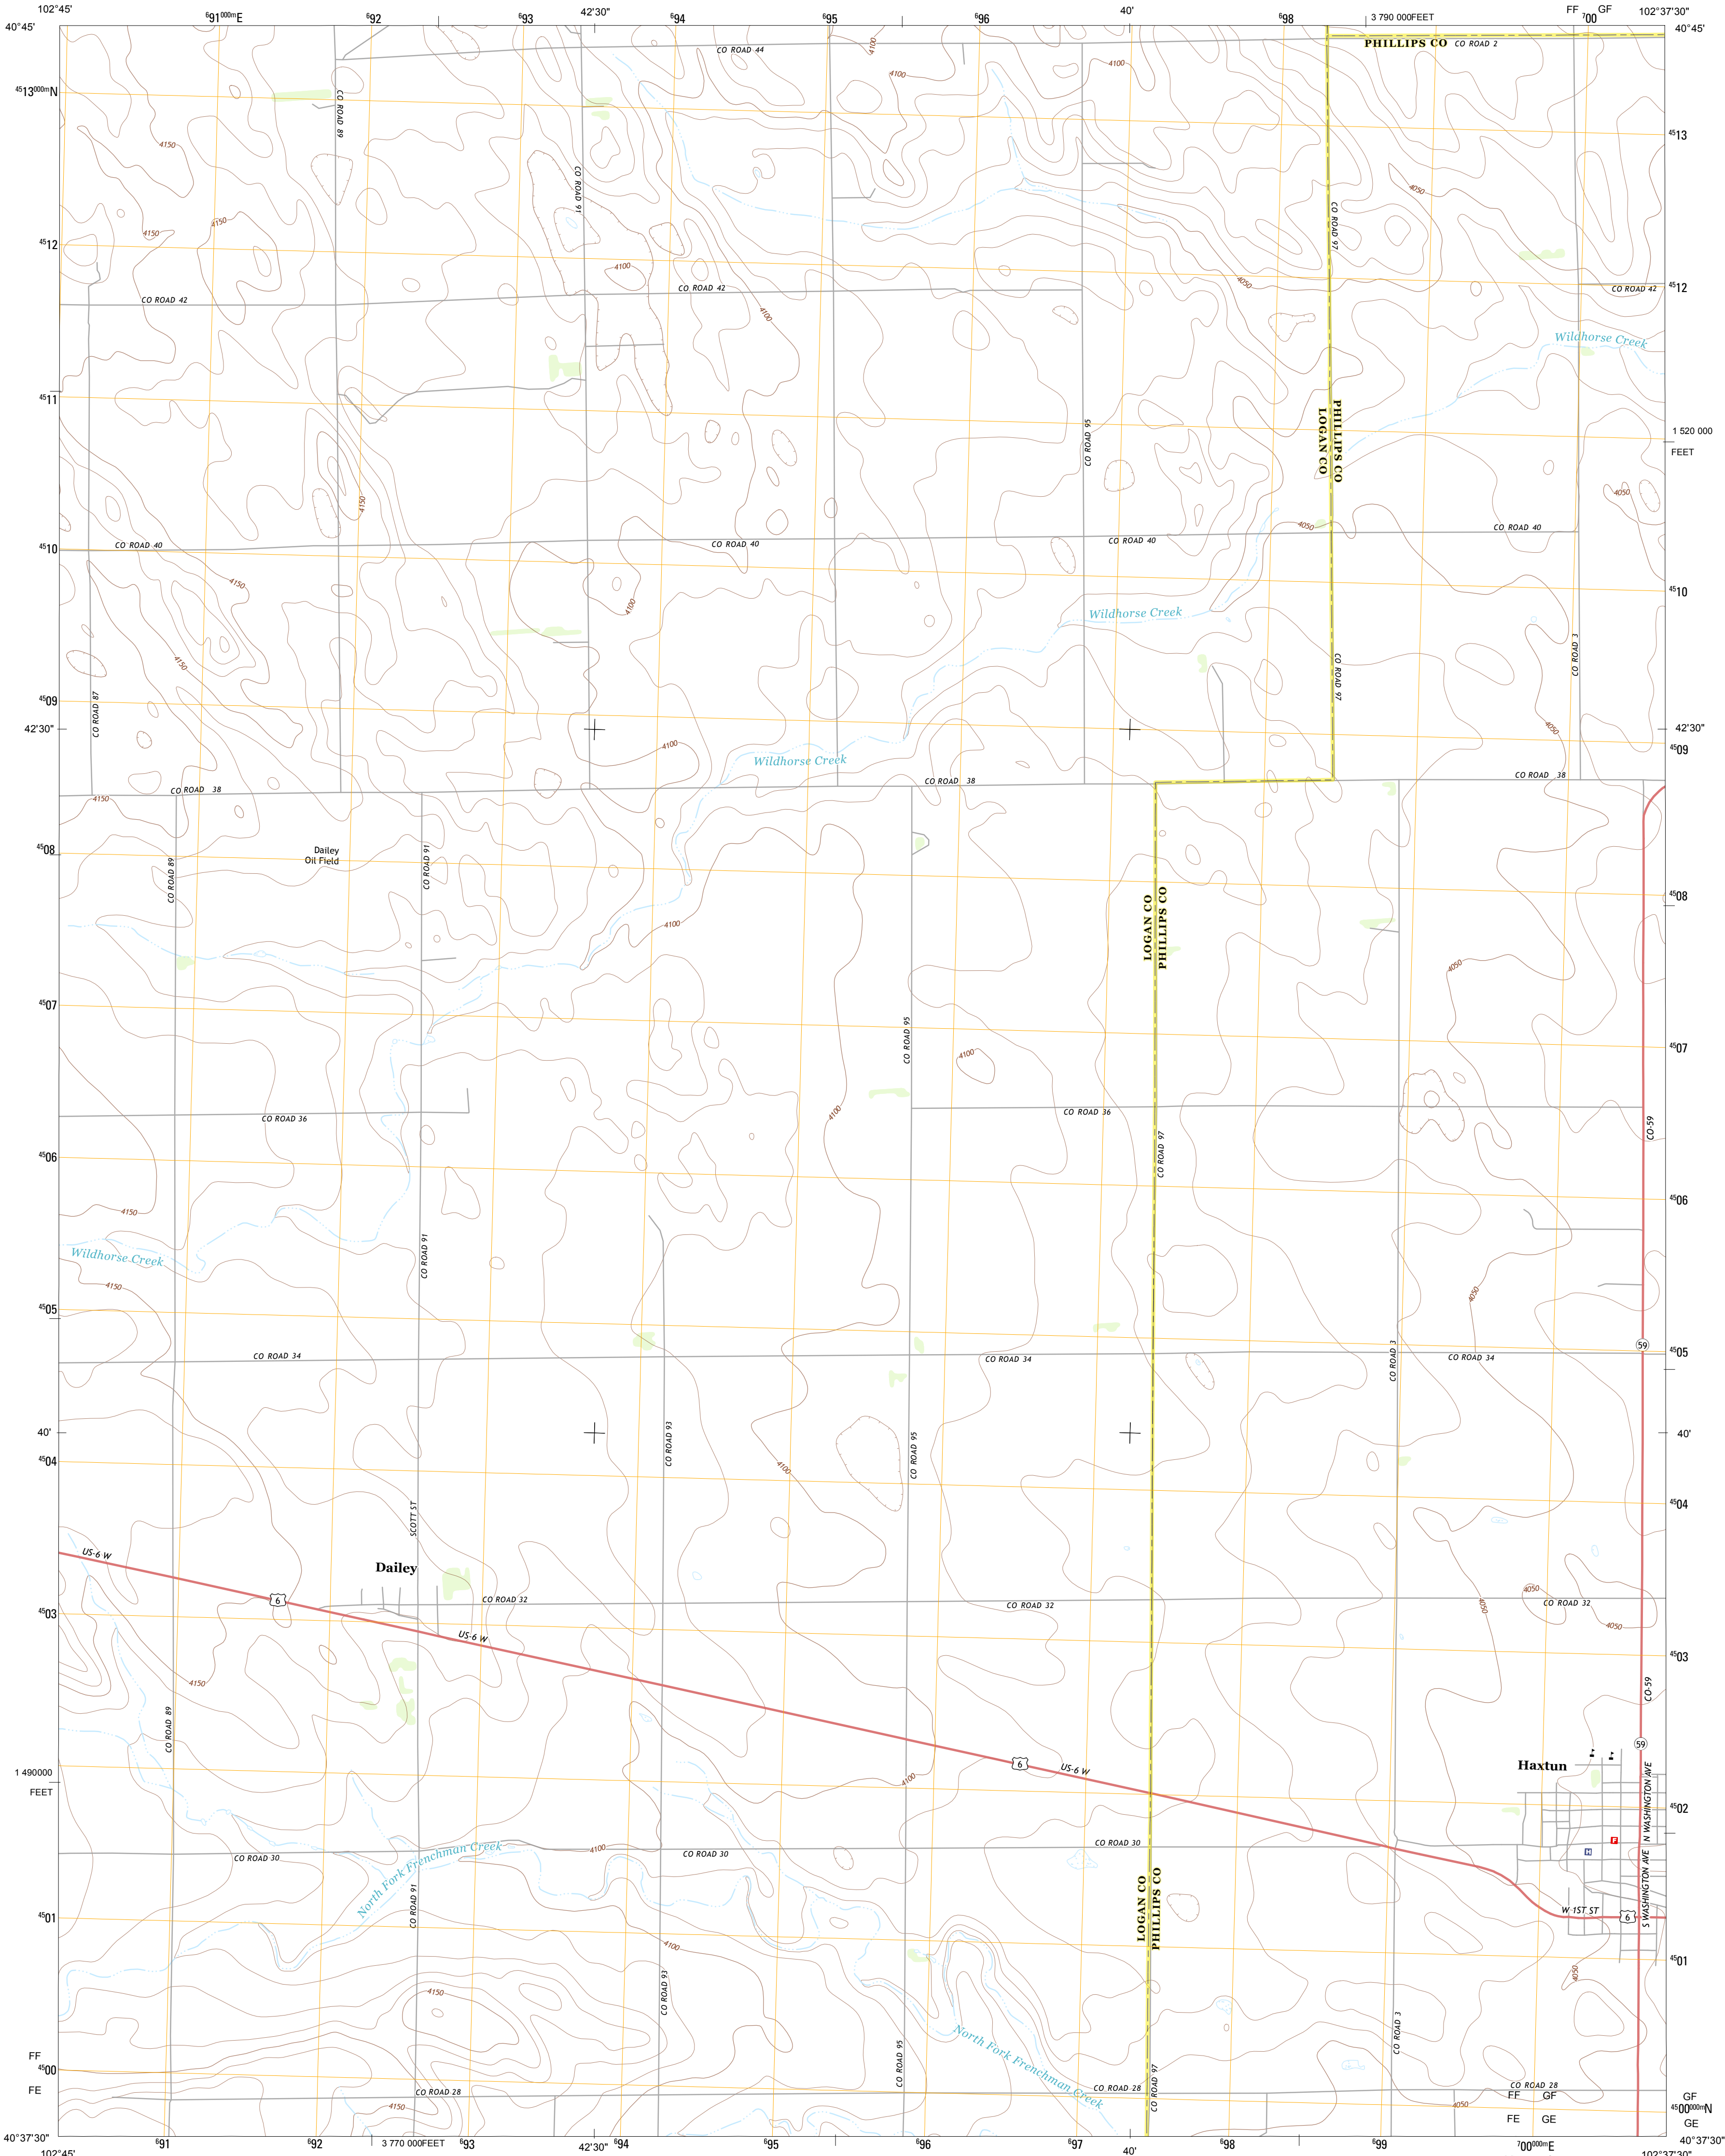 102°45'
⁶91000mE
⁶92
⁶93
42'30"
⁶94
⁶95
⁶96
40'
⁶98
3 790 000FEET
FF GF
⁷00
102°37'30"
40°45'
40°45'
CO ROAD 44
4100
4100
4100
PHILLIPS CO
CO ROAD 2
4513000mN
CO ROAD 89
4513
4150
CO ROAD 91
4050
4150
4150
CO ROAD 97
4512
4512
4100
4050
CO ROAD 42
CO ROAD 42
CO ROAD 42
4100
Wildhorse Creek
4511
PHILLIPS CO
LOGAN CO
CO ROAD 95
1 520 000
FEET
4150
4050
4050
CO ROAD 40
CO ROAD 40
CO ROAD 40
CO ROAD 40
4510
4510
4150
4100
Wildhorse Creek
4150
CO ROAD 3
CO ROAD 97
CO ROAD 87
4509
42'30"
42'30"
4050
4509
4100
Wildhorse Creek
CO ROAD 38
CO ROAD 38
CO ROAD 38
4150
4508
Dailey
Oil Field
CO ROAD 89
CO ROAD 91
4508
LOGAN CO
PHILLIPS CO
4100
4050
4507
CO ROAD 95
4507
4100
4100
CO ROAD 36
CO ROAD 36
CO-59
CO ROAD 97
4506
4506
4150
Wildhorse Creek
CO ROAD 91
4150
4050
4505
59
4505
CO ROAD 34
CO ROAD 34
CO ROAD 34
CO ROAD 3
40'
40'
CO ROAD 93
CO ROAD 95
4504
4100
4504
SCOTT ST
US-6 W
Dailey
6
CO ROAD 32
CO ROAD 32
CO ROAD 32
4050
4050
4050
4503
US-6 W
4503
4150
CO ROAD 89
CO-59
59
1 490000
FEET
6
US-6 W
Haxtun
4100
N WASHINGTON AVE
4502
F
H
CO ROAD 30
CO ROAD 30
CO ROAD 30
4100
North Fork Frenchman Creek
CO ROAD 91
LOGAN CO
PHILLIPS CO
S WASHINGTON AVE
W 1ST ST
6
4501
4501
4100
4050
CO ROAD 93
4150
CO ROAD 3
North Fork Frenchman Creek
CO ROAD 95
CO ROAD 97
FF
4500
FE
CO ROAD 28
CO ROAD 28
CO ROAD 28
4150
4050
FF GF
FE GE
GF
4500000mN
GE
40°37'30"
40°37'30"
102°45'
⁶91
⁶92
3 770 000FEET
⁶93
42'30"
⁶94
⁶95
⁶96
⁶97
40'
⁶98
⁶99
⁷00000mE
102°37'30"